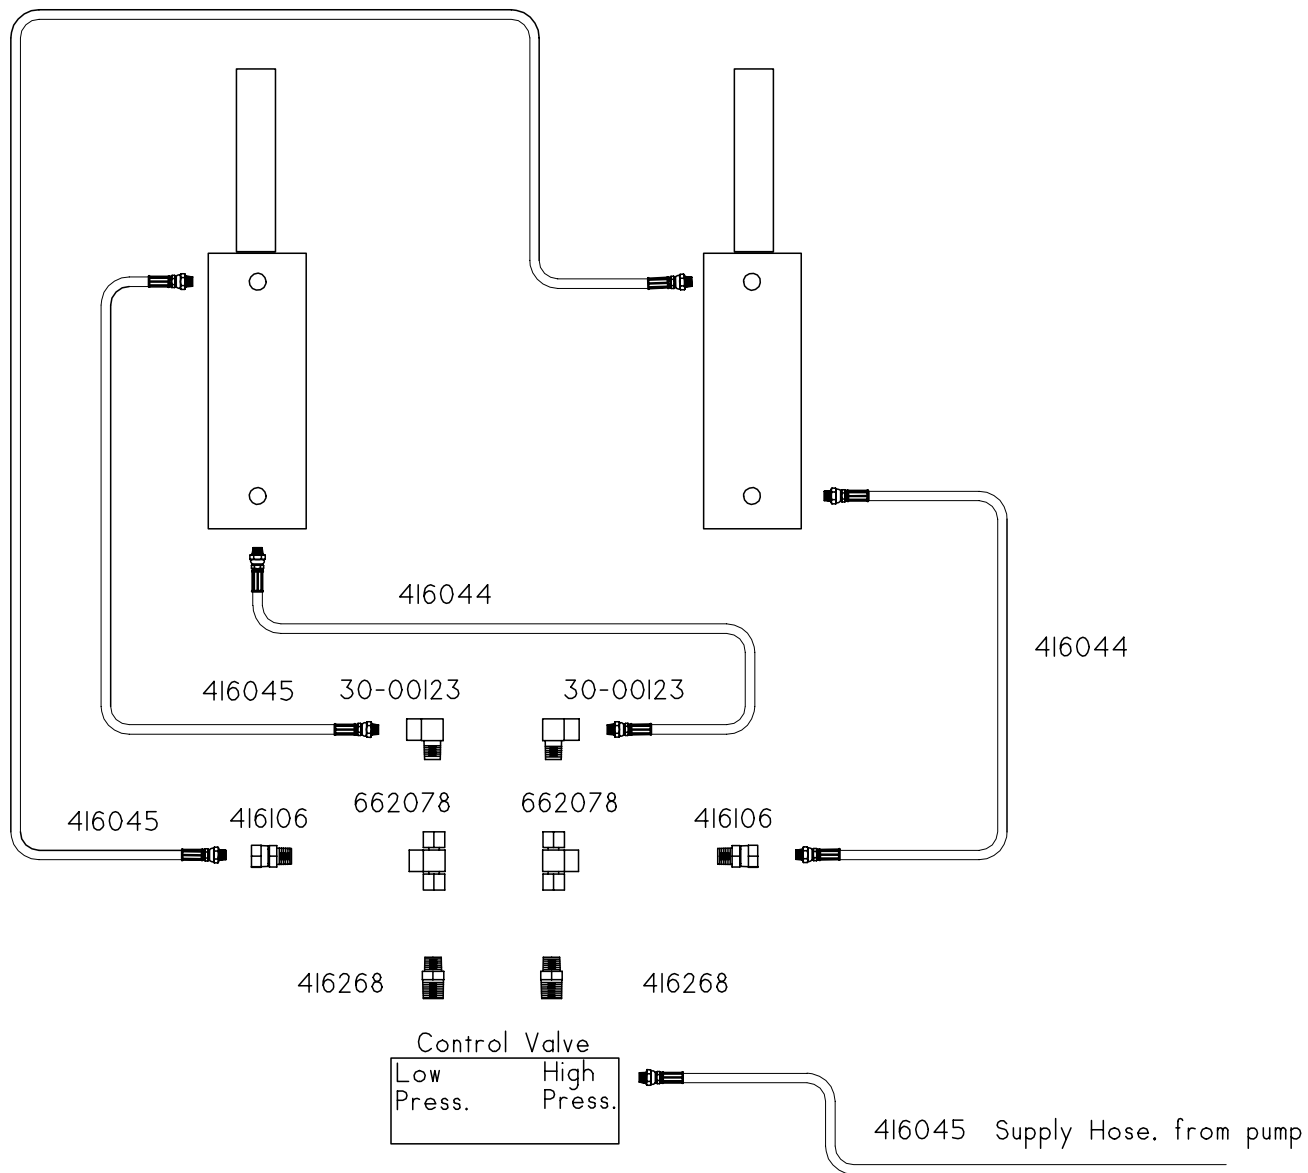 416044
416044
416045 30-00123 30-00123
662078 662078
416045 416106 416106
416268 416268
Control Valve
Low High
Press. Press.
416045 Supply Hose. from pump